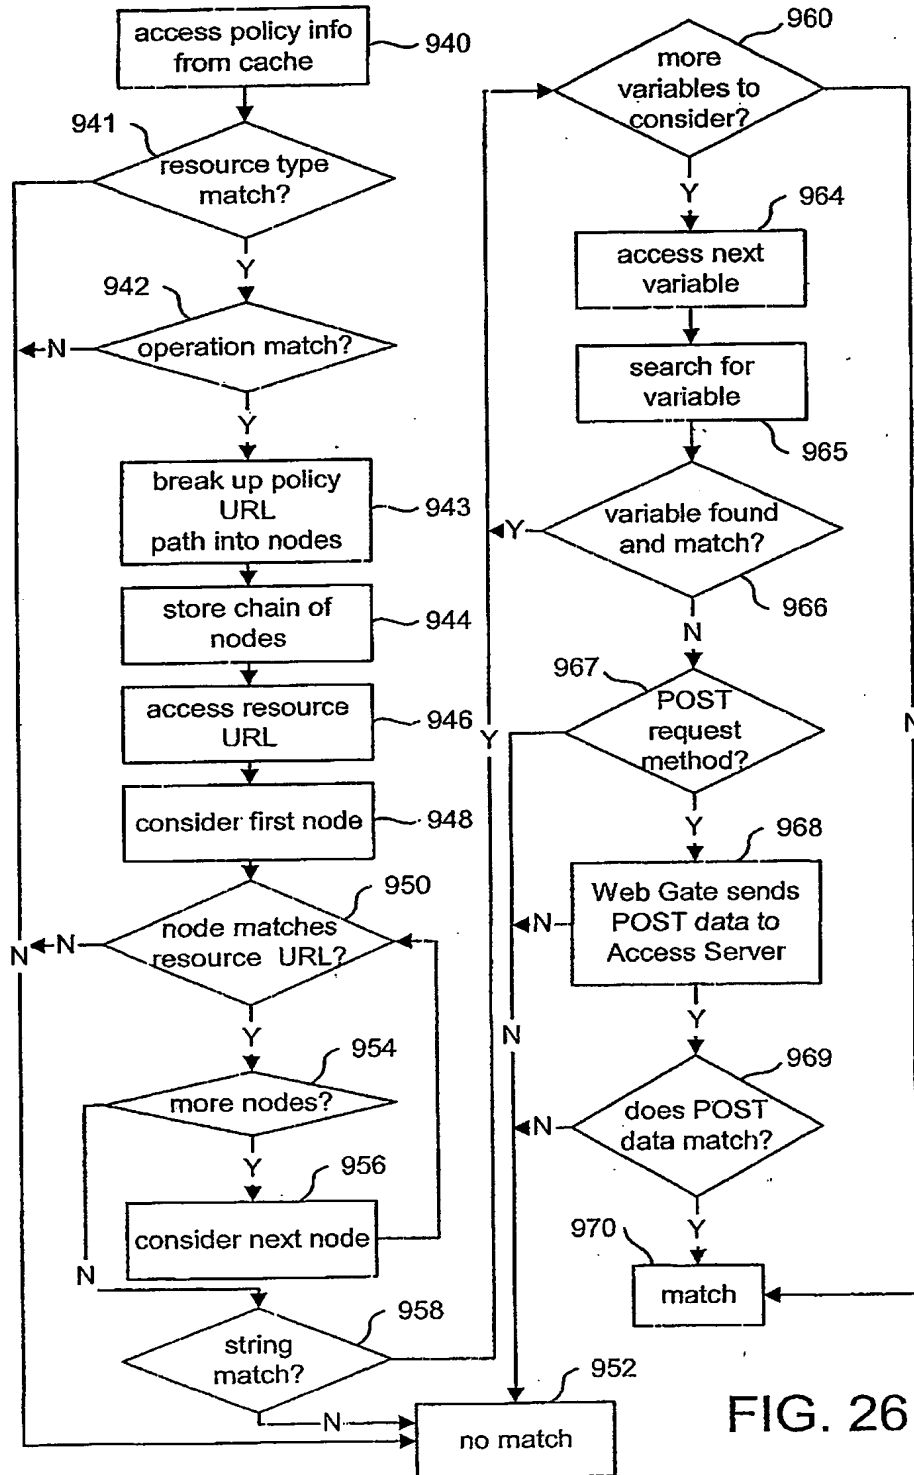 access policy info
from cache
940
941
resource type
match?
Y
942
operation match?
N
Y
break up policy
URL
path into nodes
943
store chain of
nodes
944
access resource
URL
946
consider first node
948
950
node matches
resource URL?
N
N
Y
954
more nodes?
Y
956
consider next node
N
958
string
match?
N
Y
960
more
variables to
consider?
Y
964
access next
variable
search for
variable
965
variable found
and match?
Y
966
N
967
POST
request
method?
Y
968
Web Gate sends
POST data to
Access Server
N
Y
N
969
does POST
data match?
N
Y
970
match
N
952
no match
FIG. 26